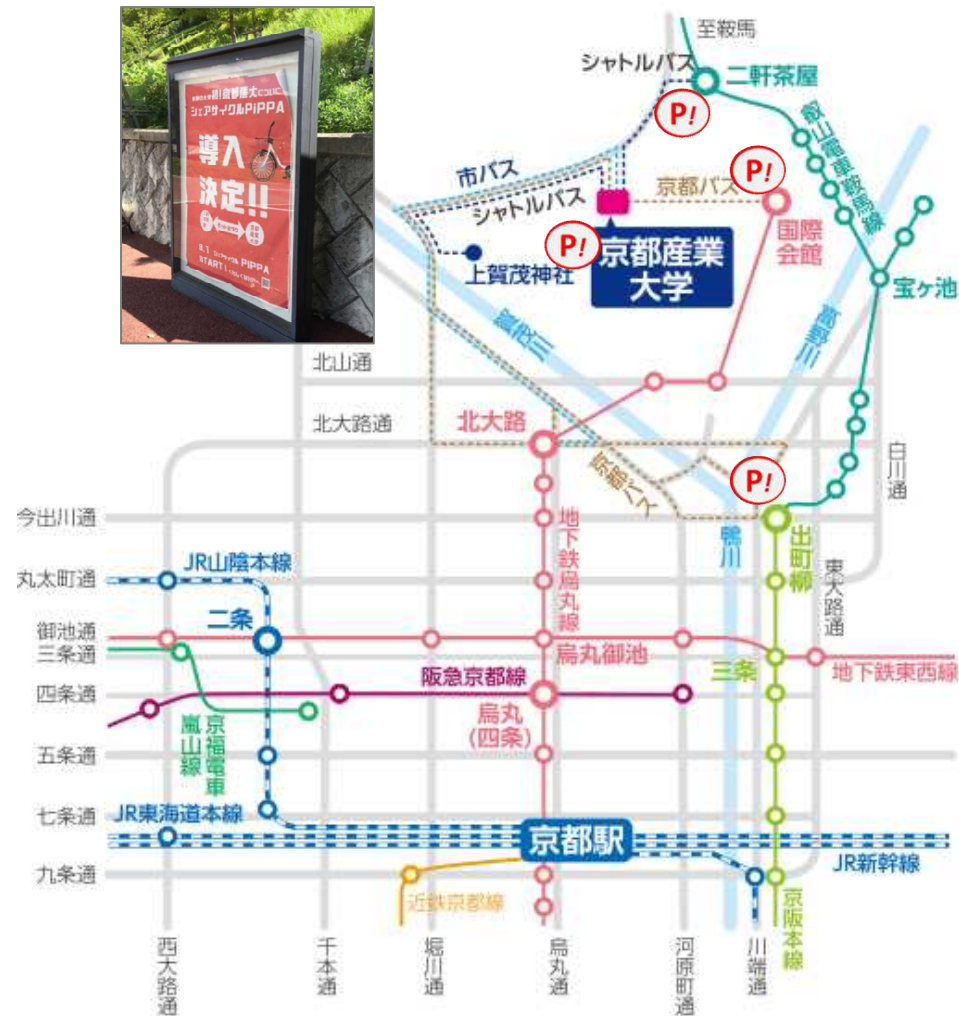 シェアサイクルPiPPA
導入
決定!!
至鞍馬
シャトルバス
二軒茶屋
P!
叡山電車鞍馬線
市バス
京都バス
P!
シャトルバス
国際
会館
P!
京都産業
大学
上賀茂神社
宝ヶ池
賀茂川
高野川
北山通
北大路通
北大路
京都バス
P!
白川通
今出川通
地下鉄烏丸線
鴨川
出町柳
JR山陰本線
丸太町通
東大路通
二条
御池通
三条通
烏丸御池
三条
地下鉄東西線
阪急京都線
四条通
烏丸
(四条)
京福電車
嵐山線
五条通
七条通
JR東海道本線
京都駅
JR新幹線
九条通
近鉄京都線
京阪本線
西大路通
千本通
堀川通
烏丸通
河原町通
川端通